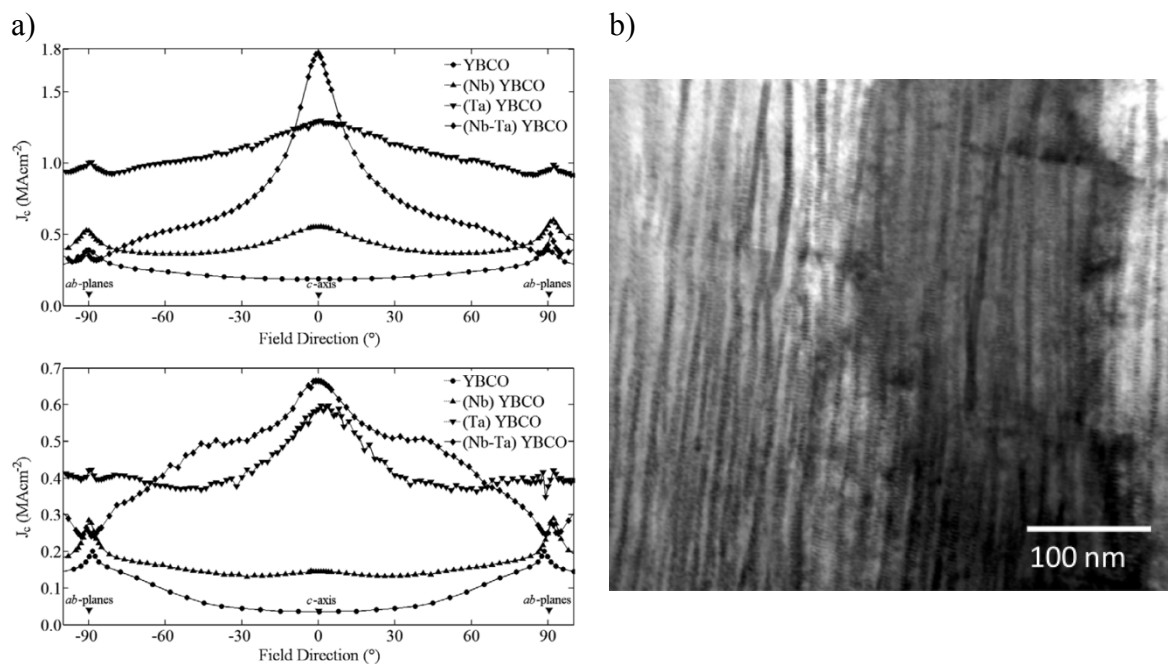 a)
1.8
1.5
1.0
0.5
0.0
J_c (MAcm⁻²)
YBCO
(Nb) YBCO
(Ta) YBCO
(Nb-Ta) YBCO
ab-planes
c-axis
ab-planes
-90
-60
-30
0
30
60
90
Field Direction (°)
0.7
0.6
0.5
0.4
0.3
0.2
0.1
0.0
J_c (MAcm⁻²)
YBCO
(Nb) YBCO
(Ta) YBCO
(Nb-Ta) YBCO
ab-planes
c-axis
ab-planes
-90
-60
-30
0
30
60
90
Field Direction (°)
b)
100 nm